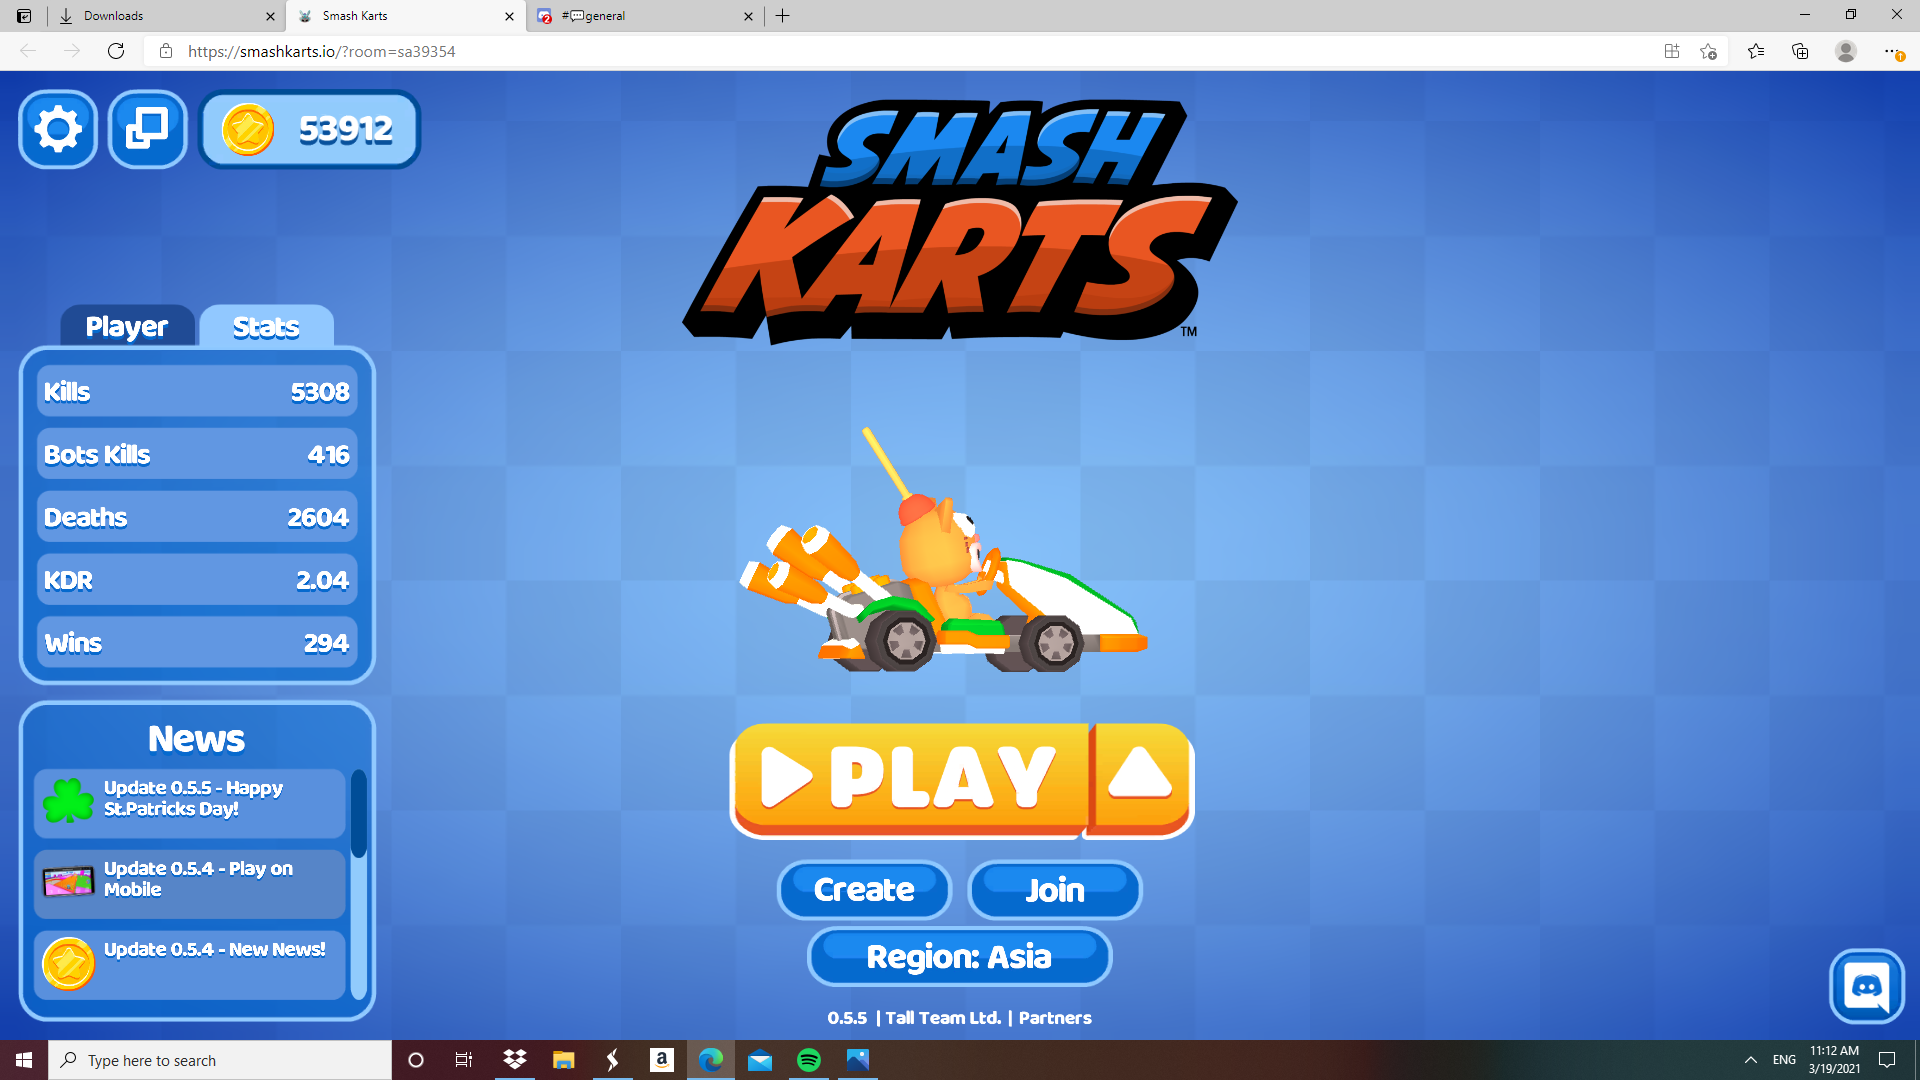 Downloads
Smash Karts
#💬general
https://smashkarts.io/?room=sa39354
53912
SMASH
KARTS
TM
Player
Stats
Kills 5308
Bots Kills 416
Deaths 2604
KDR 2.04
Wins 294
News
Update 0.5.5 - Happy
St.Patricks Day!
Update 0.5.4 - Play on
Mobile
Update 0.5.4 - New News!
PLAY
Create
Join
Region: Asia
0.5.5 | Tall Team Ltd. | Partners
Type here to search
ENG
11:12 AM
3/19/2021